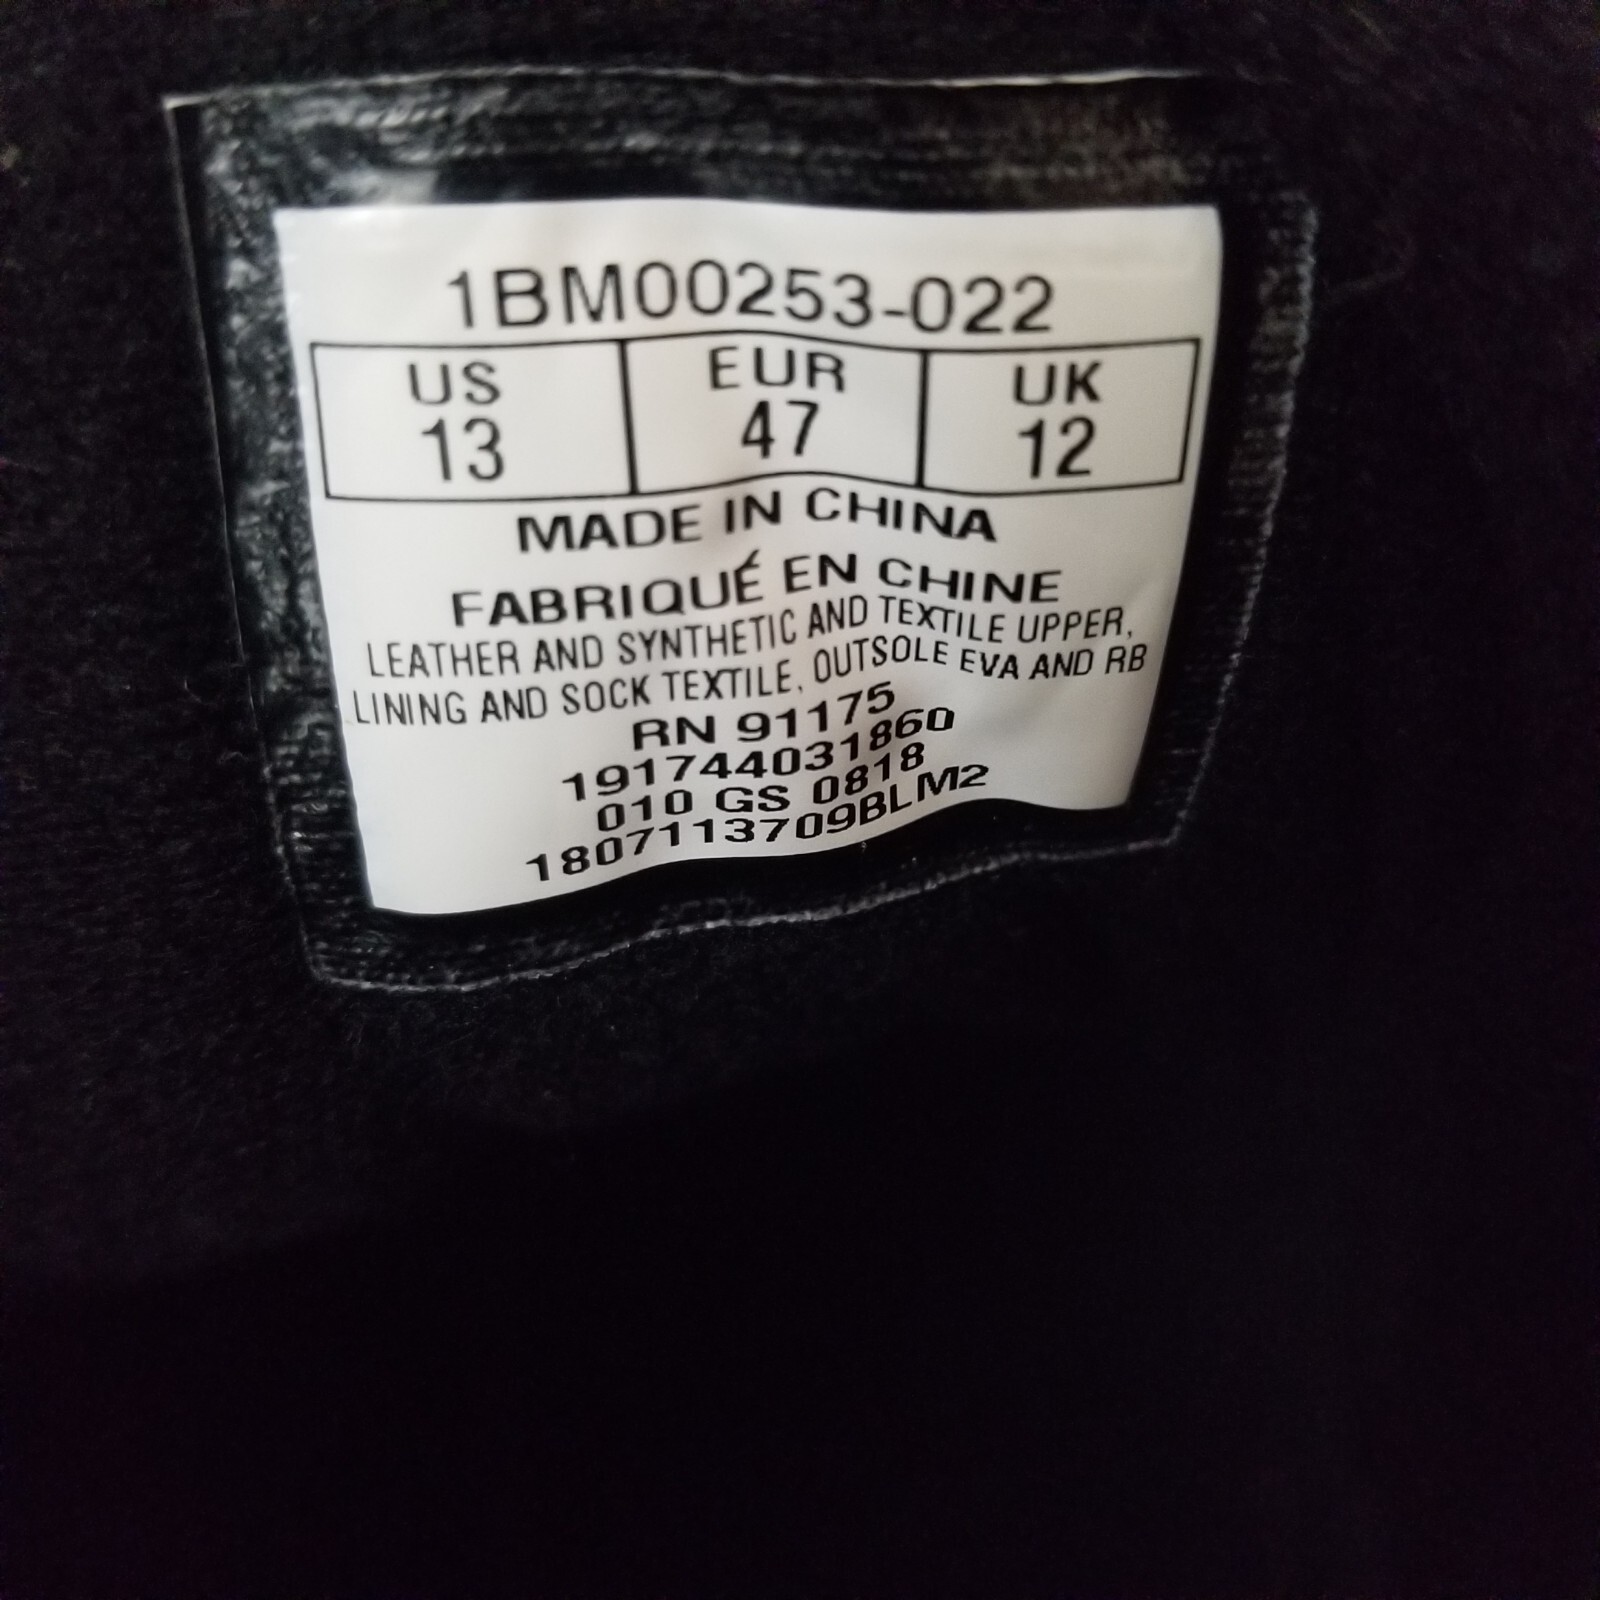 1BM00253-022
US EUR UK
13 47 12
MADE IN CHINA
FABRIQUÉ EN CHINE
LEATHER AND SYNTHETIC AND TEXTILE UPPER,
LINING AND SOCK TEXTILE, OUTSOLE EVA AND RB
RN 91175
191744031860
010 GS 0818
1807113709BLM2